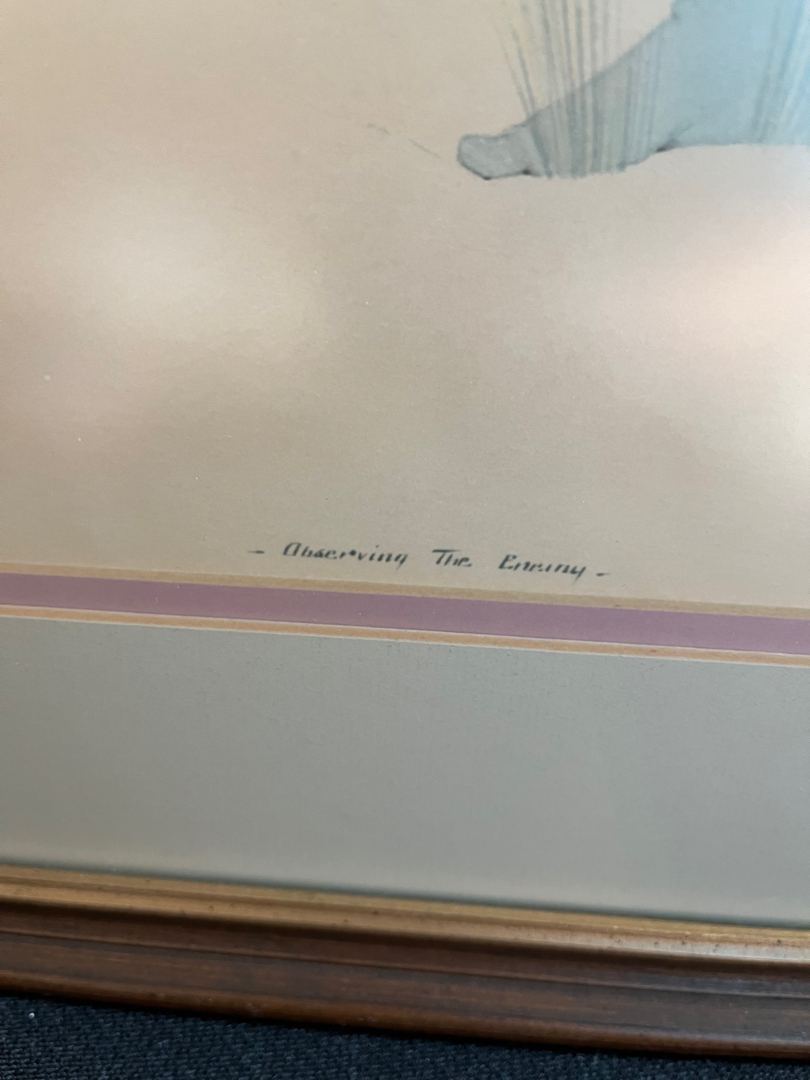 - Observing The Enemy -